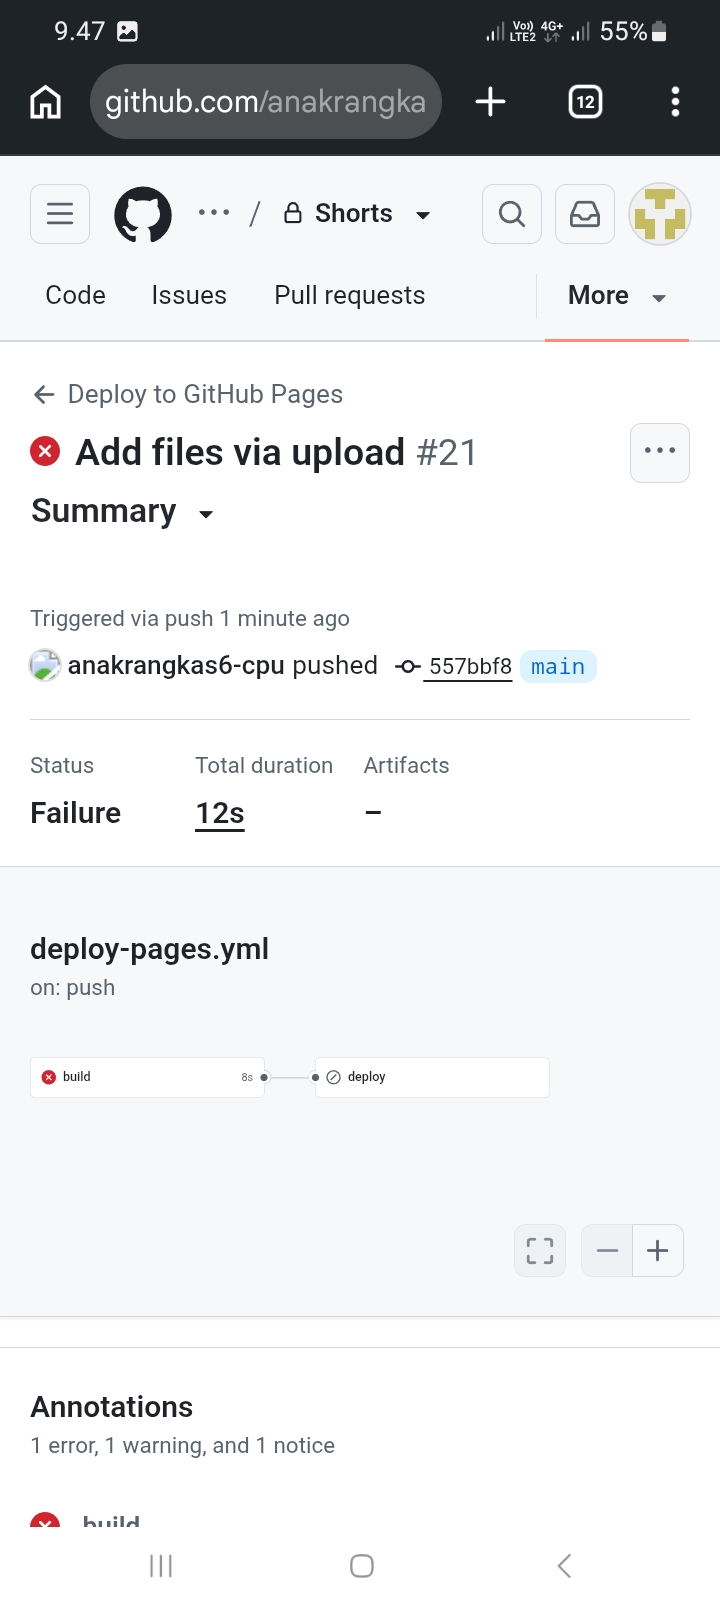 9.47 Vo)) LTE2 4G+ 55%
github.com/anakrangka 12
··· / Shorts
Code Issues Pull requests More
← Deploy to GitHub Pages
Add files via upload #21
Summary
Triggered via push 1 minute ago
anakrangkas6-cpu pushed 557bbf8 main
Status Total duration Artifacts
Failure 12s –
deploy-pages.yml
on: push
build 8s deploy
Annotations
1 error, 1 warning, and 1 notice
build